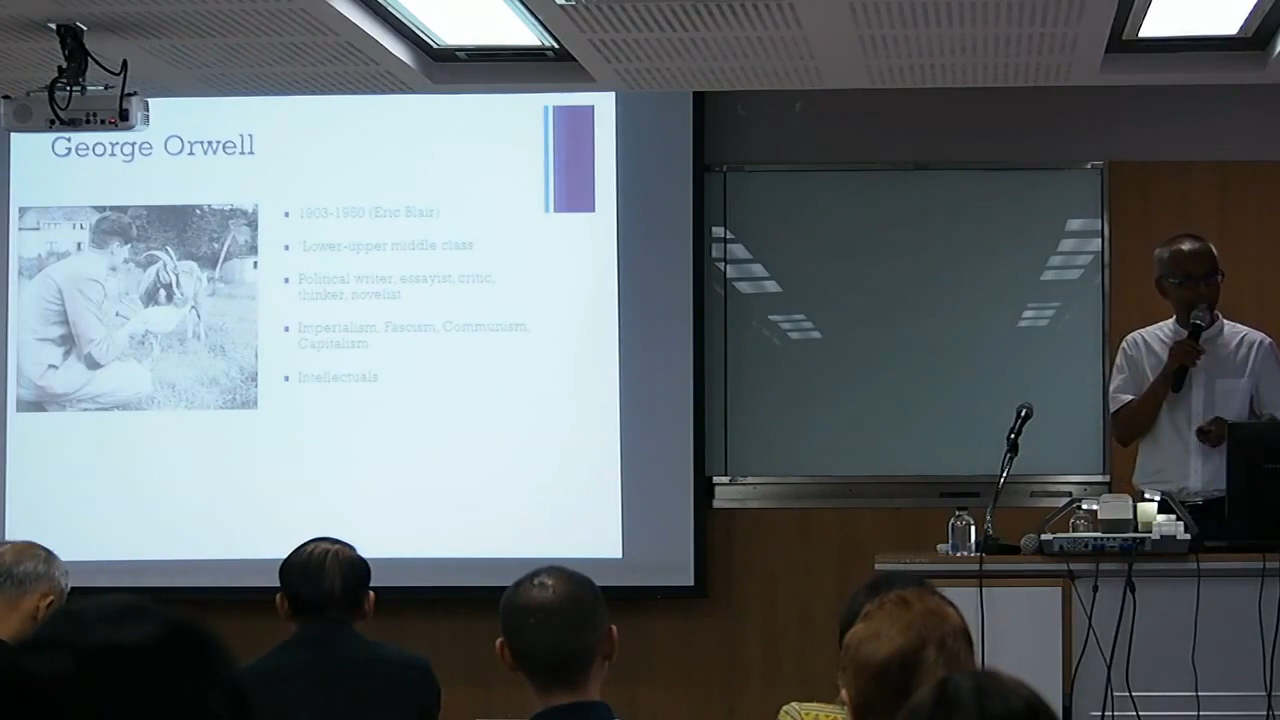 George Orwell
1903-1950 (Eric Blair)
'Lower-upper middle class
Political writer, essayist, critic,
thinker, novelist
Imperialism, Fascism, Communism,
Capitalism
Intellectuals